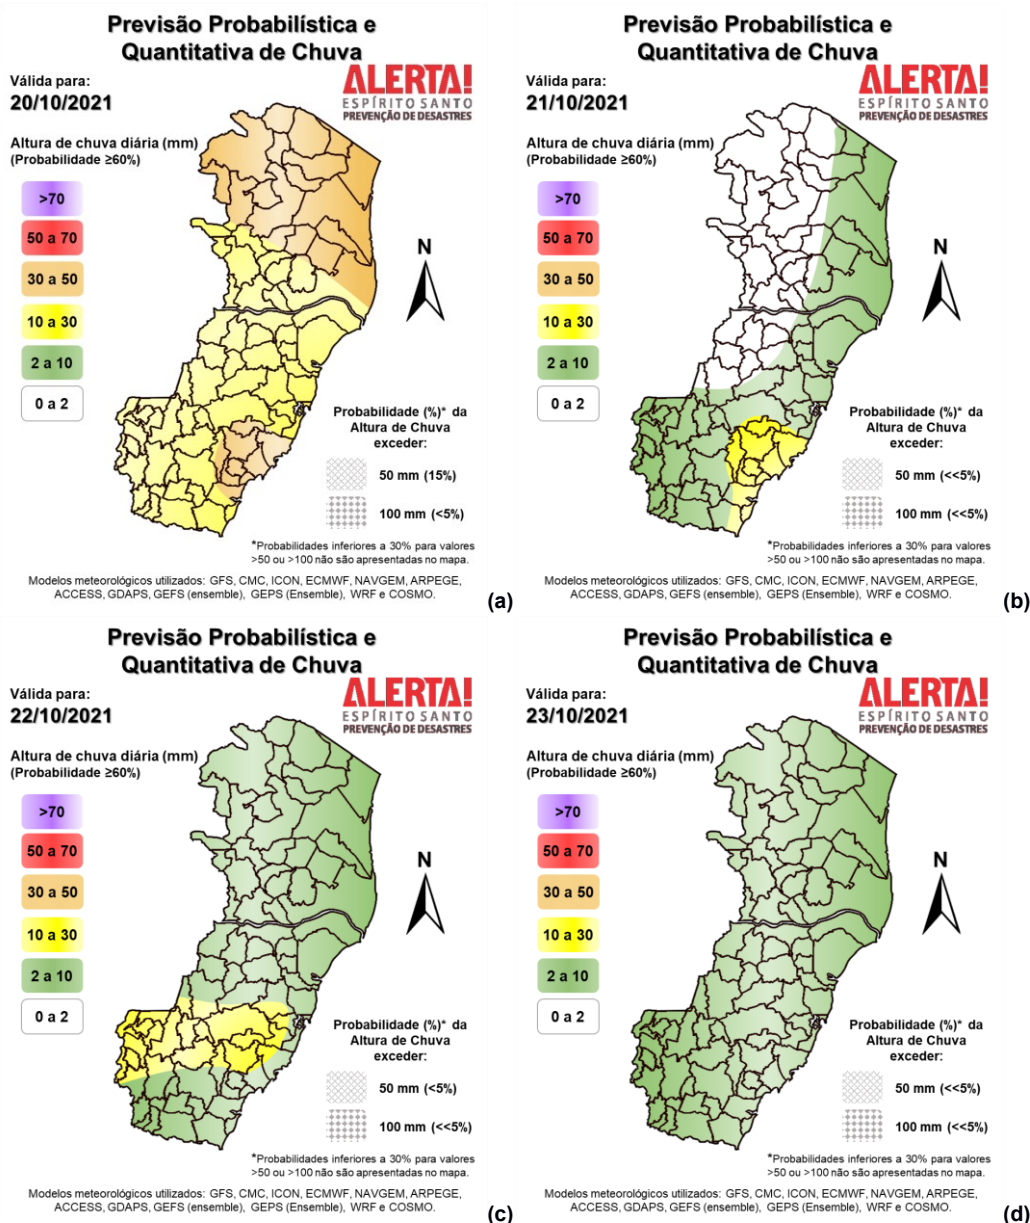 Previsão Probabilística e
Quantitativa de Chuva
Válida para:
20/10/2021
ALERTA!
ESPÍRITO SANTO
PREVENÇÃO DE DESASTRES
Altura de chuva diária (mm)
(Probabilidade ≥60%)
>70
50 a 70
30 a 50
10 a 30
2 a 10
0 a 2
N
Probabilidade (%)* da
Altura de Chuva
exceder:
50 mm (15%)
100 mm (<5%)
*Probabilidades inferiores a 30% para valores
>50 ou >100 não são apresentadas no mapa.
Modelos meteorológicos utilizados: GFS, CMC, ICON, ECMWF, NAVGEM, ARPEGE,
ACCESS, GDAPS, GEFS (ensemble), GEPS (Ensemble), WRF e COSMO.
(a)
Previsão Probabilística e
Quantitativa de Chuva
Válida para:
21/10/2021
ALERTA!
ESPÍRITO SANTO
PREVENÇÃO DE DESASTRES
Altura de chuva diária (mm)
(Probabilidade ≥60%)
>70
50 a 70
30 a 50
10 a 30
2 a 10
0 a 2
N
Probabilidade (%)* da
Altura de Chuva
exceder:
50 mm (<<5%)
100 mm (<<5%)
*Probabilidades inferiores a 30% para valores
>50 ou >100 não são apresentadas no mapa.
Modelos meteorológicos utilizados: GFS, CMC, ICON, ECMWF, NAVGEM, ARPEGE,
ACCESS, GDAPS, GEFS (ensemble), GEPS (Ensemble), WRF e COSMO.
(b)
Previsão Probabilística e
Quantitativa de Chuva
Válida para:
22/10/2021
ALERTA!
ESPÍRITO SANTO
PREVENÇÃO DE DESASTRES
Altura de chuva diária (mm)
(Probabilidade ≥60%)
>70
50 a 70
30 a 50
10 a 30
2 a 10
0 a 2
N
Probabilidade (%)* da
Altura de Chuva
exceder:
50 mm (<5%)
100 mm (<<5%)
*Probabilidades inferiores a 30% para valores
>50 ou >100 não são apresentadas no mapa.
Modelos meteorológicos utilizados: GFS, CMC, ICON, ECMWF, NAVGEM, ARPEGE,
ACCESS, GDAPS, GEFS (ensemble), GEPS (Ensemble), WRF e COSMO.
(c)
Previsão Probabilística e
Quantitativa de Chuva
Válida para:
23/10/2021
ALERTA!
ESPÍRITO SANTO
PREVENÇÃO DE DESASTRES
Altura de chuva diária (mm)
(Probabilidade ≥60%)
>70
50 a 70
30 a 50
10 a 30
2 a 10
0 a 2
N
Probabilidade (%)* da
Altura de Chuva
exceder:
50 mm (<<5%)
100 mm (<<5%)
*Probabilidades inferiores a 30% para valores
>50 ou >100 não são apresentadas no mapa.
Modelos meteorológicos utilizados: GFS, CMC, ICON, ECMWF, NAVGEM, ARPEGE,
ACCESS, GDAPS, GEFS (ensemble), GEPS (Ensemble), WRF e COSMO.
(d)